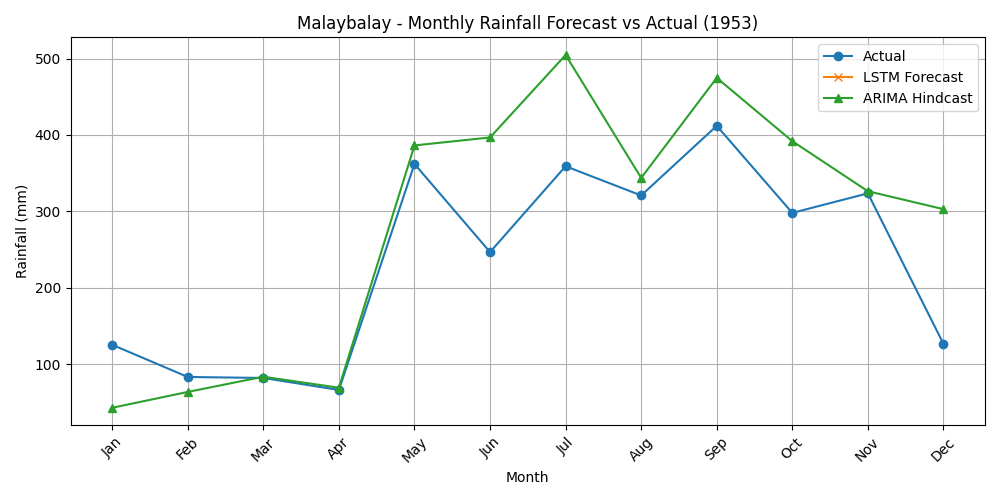 Malaybalay - Monthly Rainfall Forecast vs Actual (1953)
Actual
LSTM Forecast
ARIMA Hindcast
Rainfall (mm)
500
400
300
200
100
Jan
Feb
Mar
Apr
May
Jun
Jul
Aug
Sep
Oct
Nov
Dec
Month